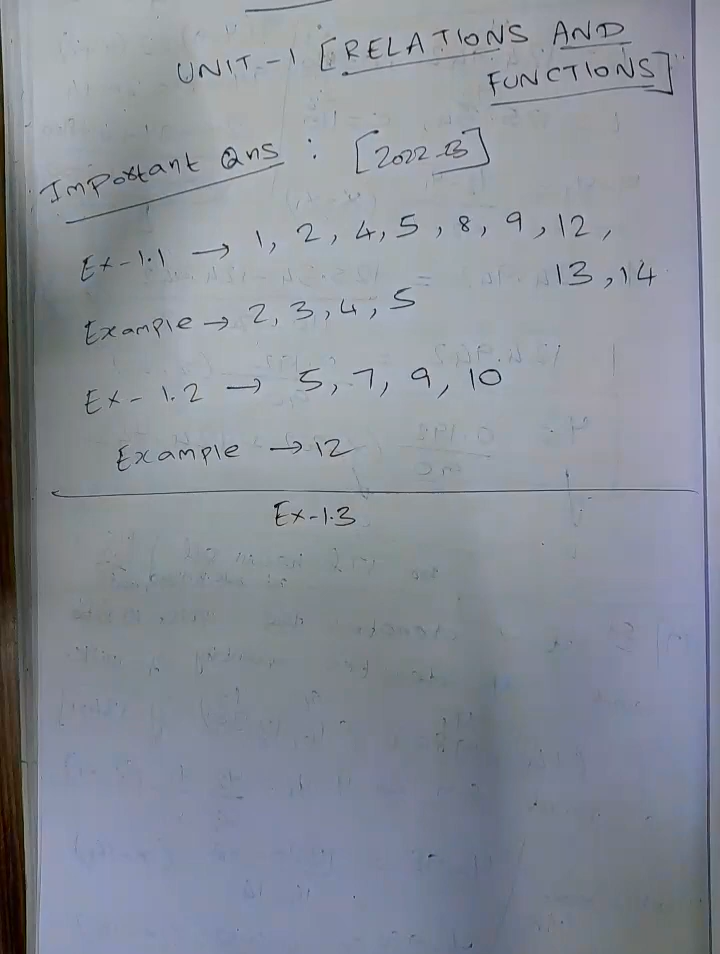 UNIT-1 [RELATIONS AND
FUNCTIONS]
Important Qns : [2022-23]
Ex-1.1 → 1, 2, 4, 5, 8, 9, 12,
13, 14
Example → 2, 3, 4, 5
Ex-1.2 → 5, 7, 9, 10
Example → 12
Ex-1.3